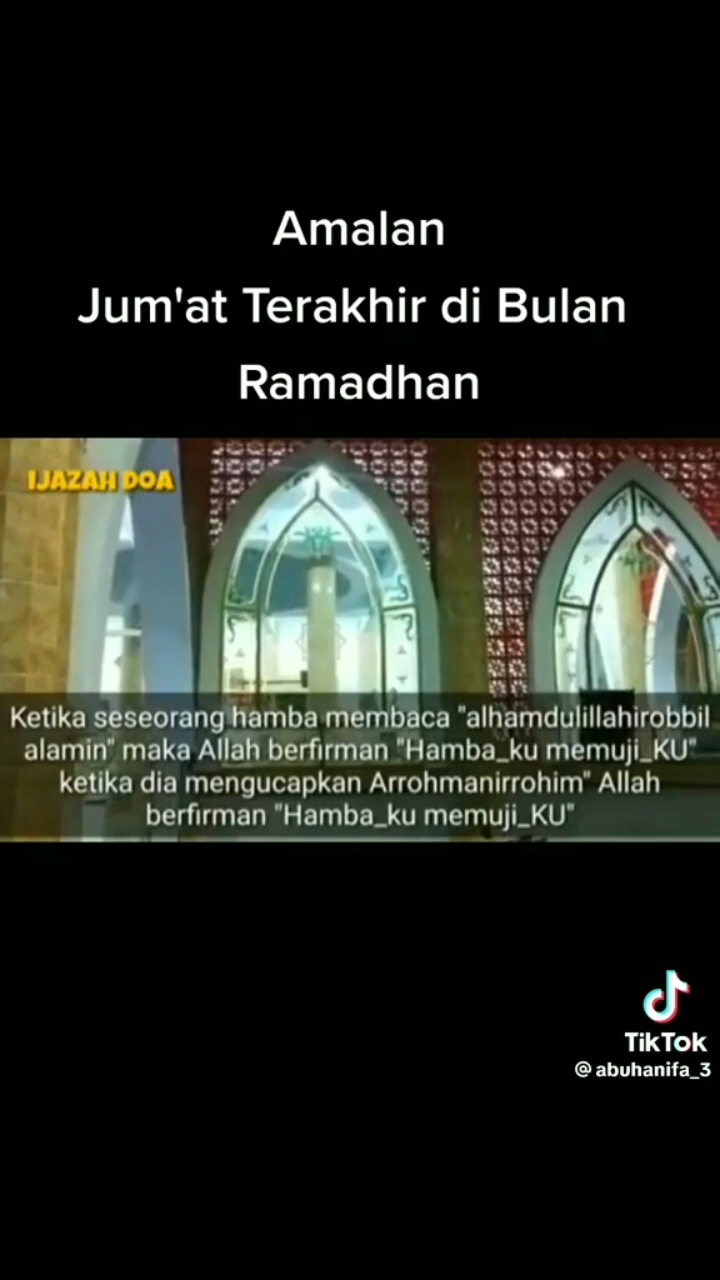 Amalan
Jum'at Terakhir di Bulan
Ramadhan
IJAZAH DOA
Ketika seseorang hamba membaca "alhamdulillahirobbil
alamin" maka Allah berfirman "Hamba_ku memuji_KU"
ketika dia mengucapkan Arrohmanirrohim" Allah
berfirman "Hamba_ku memuji_KU"
TikTok
@abuhanifa_3